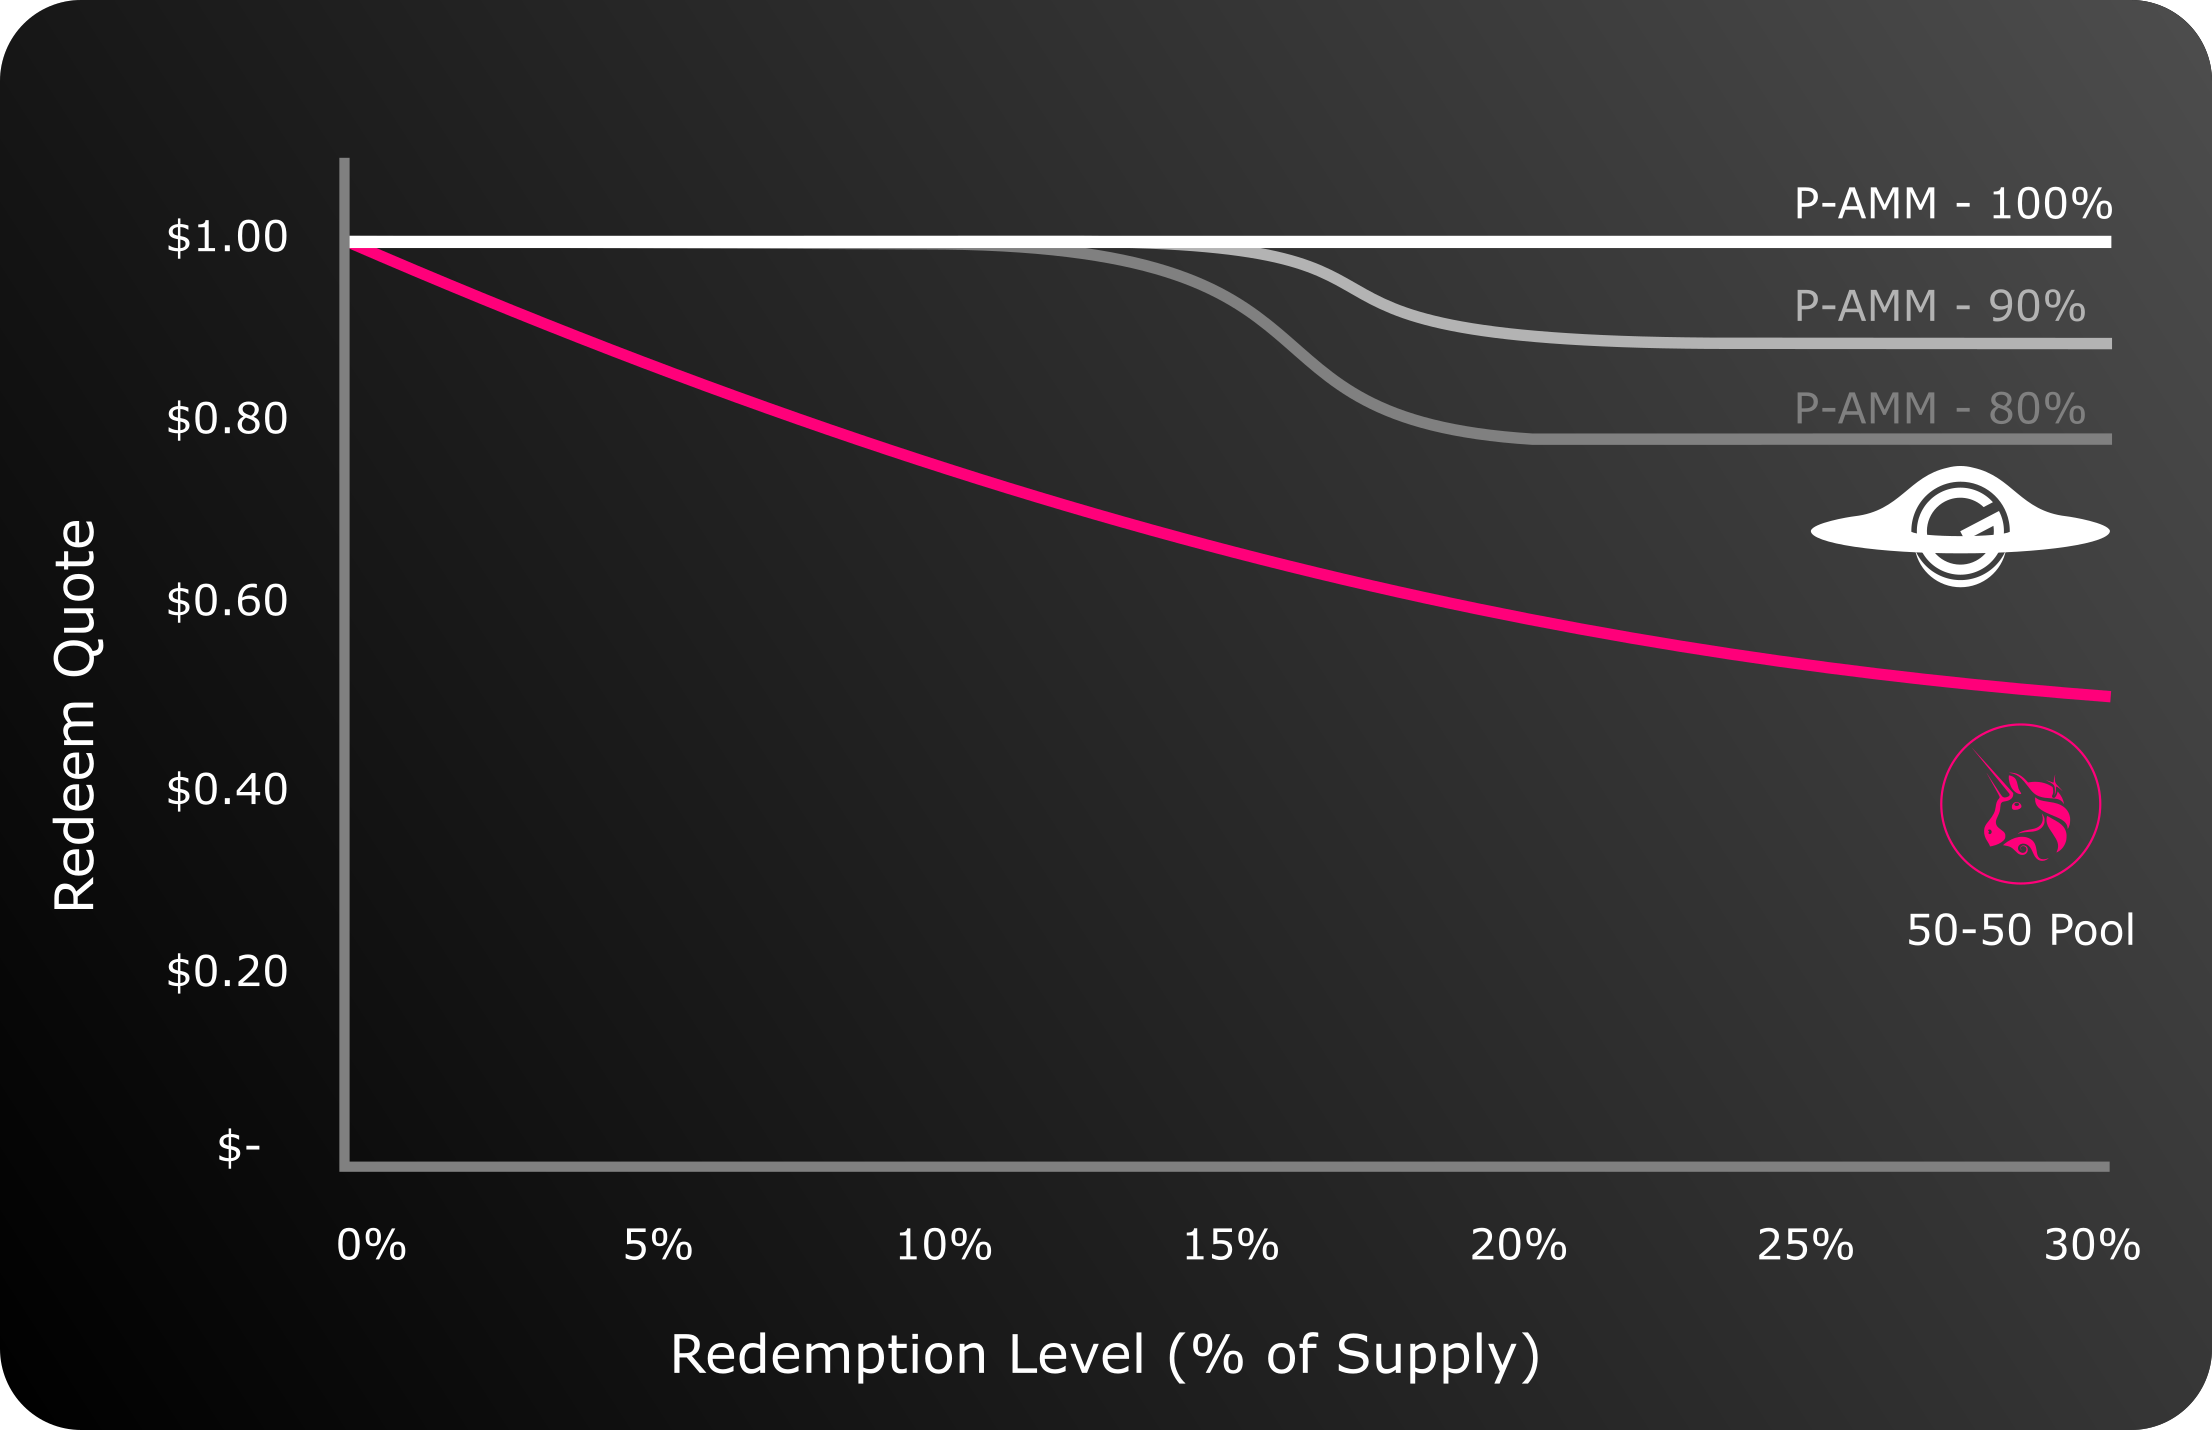 P-AMM - 100%
$1.00
P-AMM - 90%
P-AMM - 80%
$0.80
$0.60
Redeem Quote
$0.40
50-50 Pool
$0.20
$-
0% 5% 10% 15% 20% 25% 30%
Redemption Level (% of Supply)